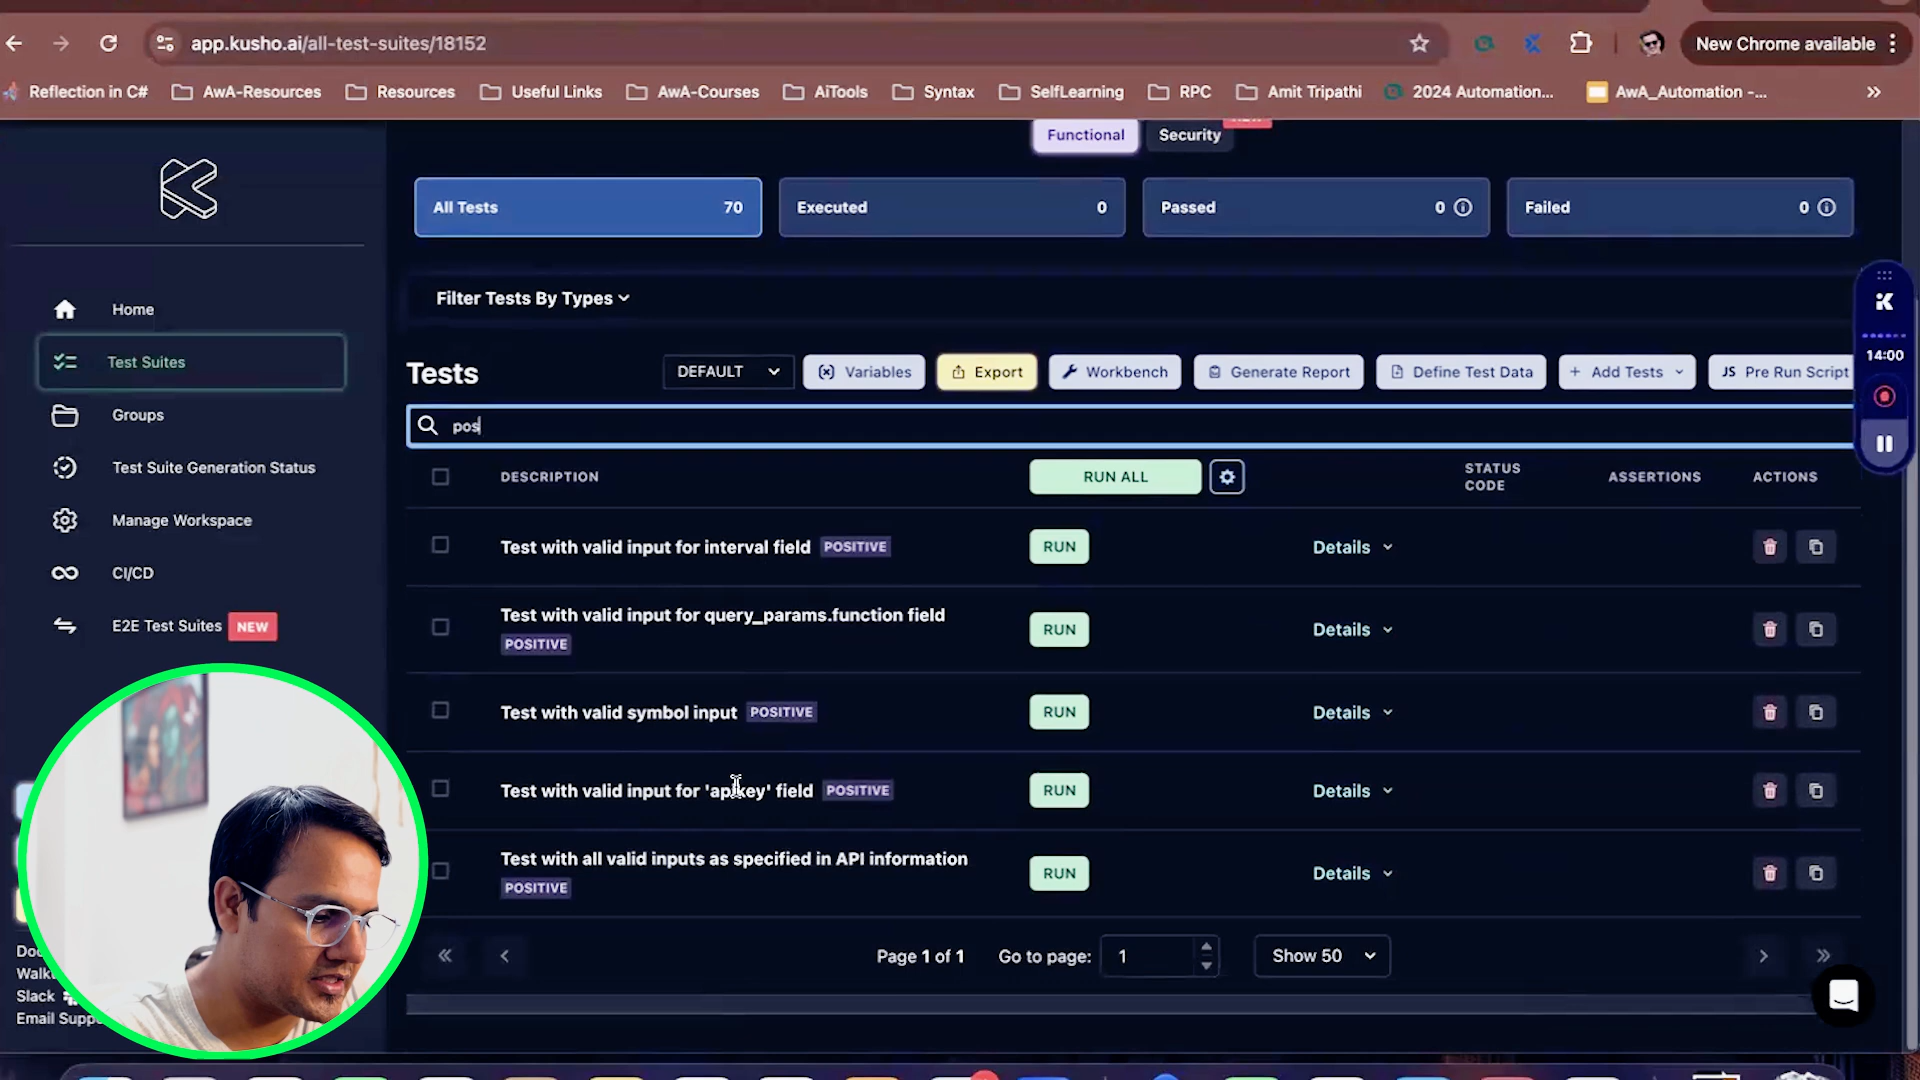 app.kusho.ai/all-test-suites/18152
New Chrome available
Reflection in C#
AwA-Resources
Resources
Useful Links
AwA-Courses
AiTools
Syntax
SelfLearning
RPC
Amit Tripathi
2024 Automation...
AwA_Automation -...
Functional
Security
All Tests 70
Executed 0
Passed 0
Failed 0
Home
Test Suites
Groups
Test Suite Generation Status
Manage Workspace
CI/CD
E2E Test Suites NEW
Filter Tests By Types
14:00
Tests
DEFAULT
Variables
Export
Workbench
Generate Report
Define Test Data
+ Add Tests
JS Pre Run Script
pos
DESCRIPTION
RUN ALL
STATUS
CODE
ASSERTIONS
ACTIONS
Test with valid input for interval field POSITIVE
RUN
Details
Test with valid input for query_params.function field
POSITIVE
RUN
Details
Test with valid symbol input POSITIVE
RUN
Details
Test with valid input for 'apikey' field POSITIVE
RUN
Details
Test with all valid inputs as specified in API information
POSITIVE
RUN
Details
Page 1 of 1
Go to page: 1
Show 50
Slack
Email